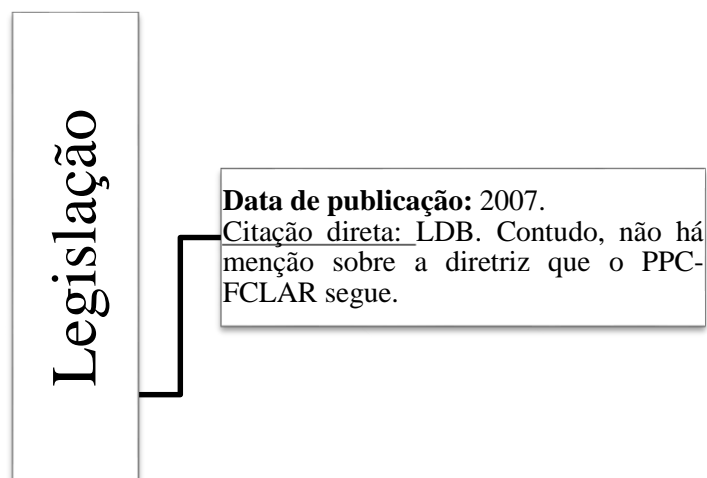 Legislação
Data de publicação: 2007.
Citação direta: LDB. Contudo, não há
menção sobre a diretriz que o PPC-
FCLAR segue.